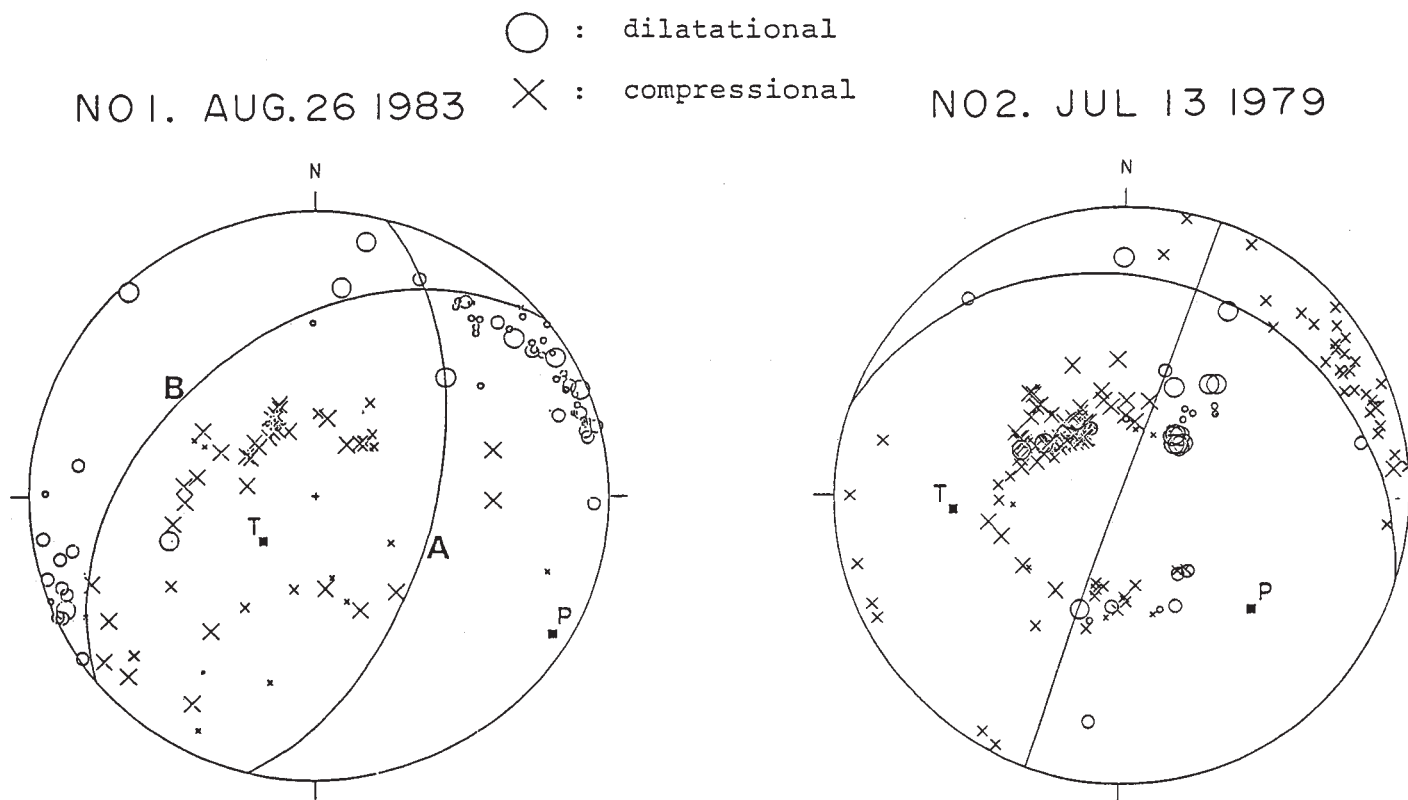 : dilatational
: compressional
NO1. AUG.26 1983
NO2. JUL 13 1979
N
N
B
A
T
P
T
P